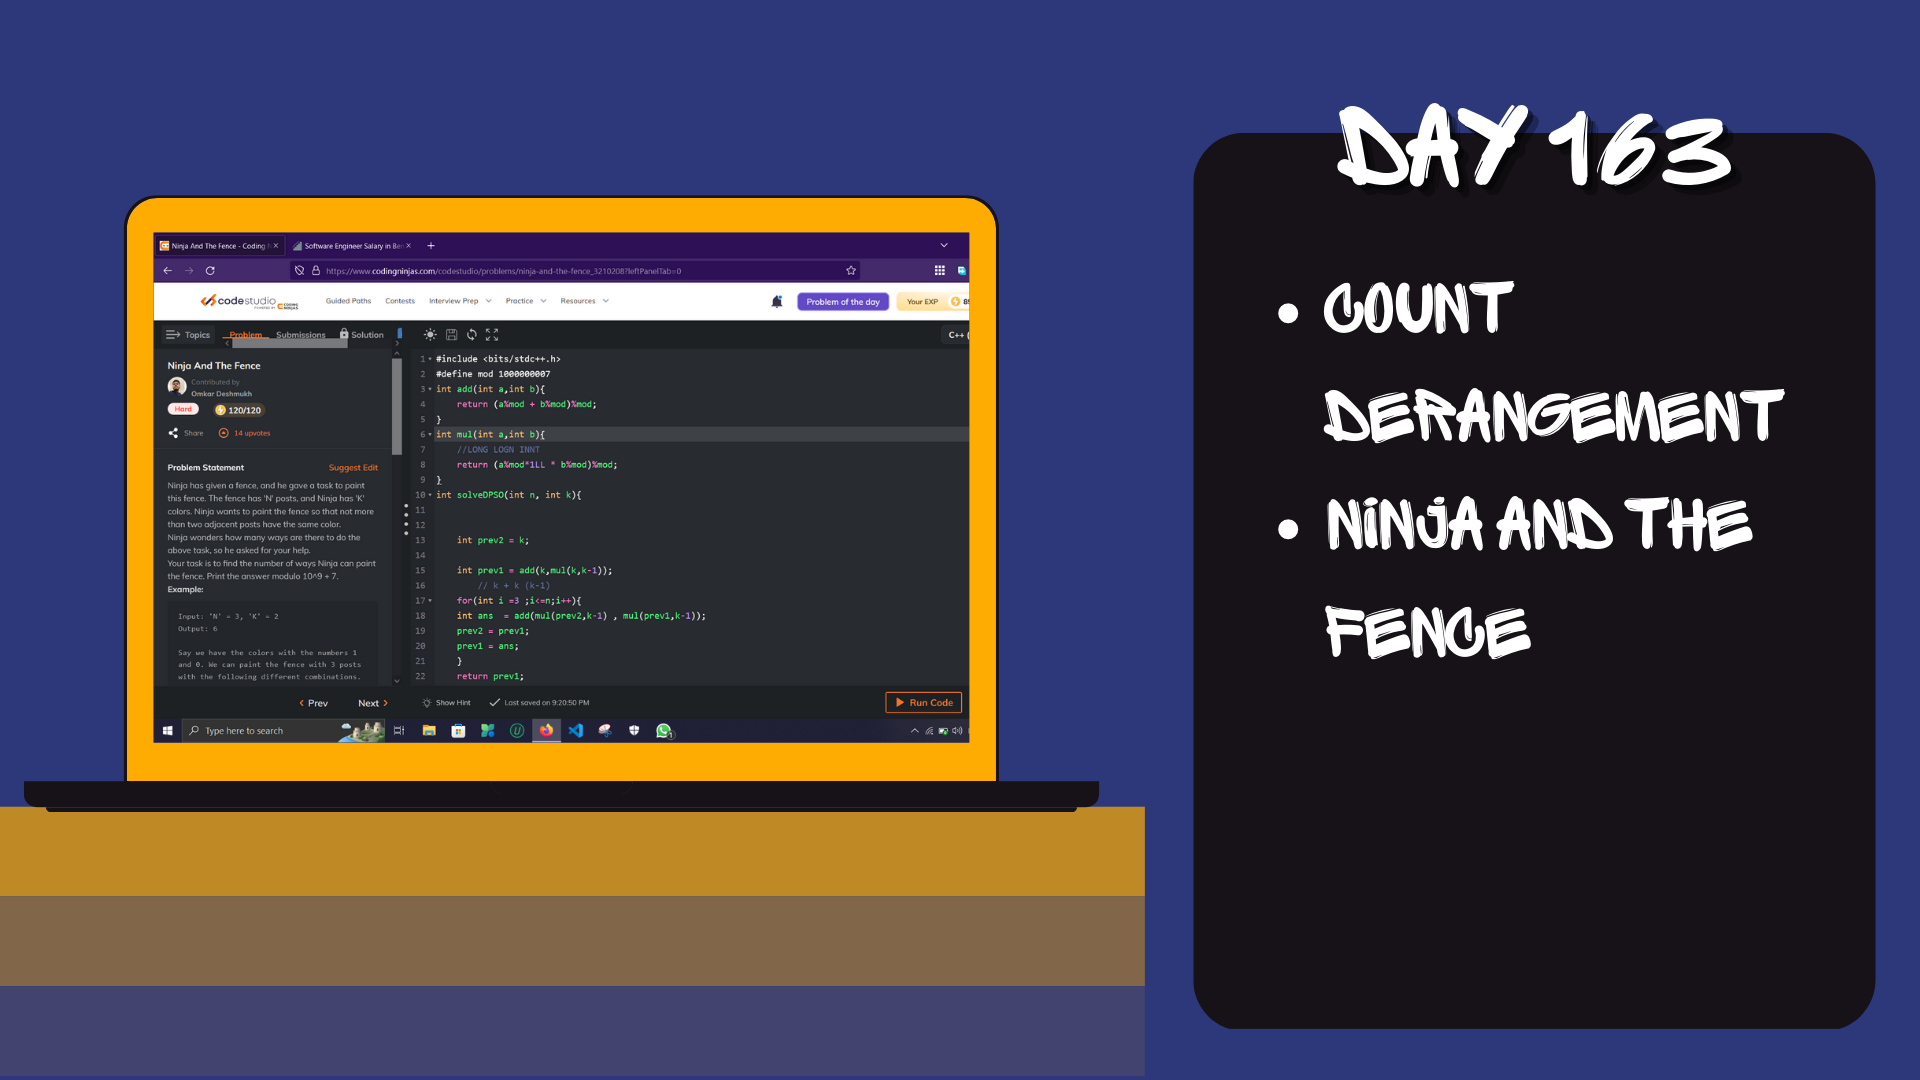 DAY 163
• COUNT
DERANGEMENT
• NINJA AND THE
FENCE
Ninja And The Fence - Coding
Software Engineer Salary in Be
https://www.codingninjas.com/codestudio/problems/ninja-and-the-fence_3210208?leftPanelTab=0
codestudio
POWERED BY CODING NINJAS
Guided Paths Contests Interview Prep Practice Resources
Problem of the day
Your EXP
Topics Problem Submissions Solution
C++ (
Ninja And The Fence
Contributed by
Omkar Deshmukh
Hard 120/120
Share 14 upvotes
Problem Statement Suggest Edit
Ninja has given a fence, and he gave a task to paint
this fence. The fence has 'N' posts, and Ninja has 'K'
colors. Ninja wants to paint the fence so that not more
than two adjacent posts have the same color.
Ninja wonders how many ways are there to do the
above task, so he asked for your help.
Your task is to find the number of ways Ninja can paint
the fence. Print the answer modulo 10^9 + 7.
Example:
Input: 'N' = 3, 'K' = 2
Output: 6
Say we have the colors with the numbers 1
and 0. We can paint the fence with 3 posts
with the following different combinations.
Prev Next
1 #include <bits/stdc++.h>
2 #define mod 1000000007
3 int add(int a,int b){
4 return (a%mod + b%mod)%mod;
5 }
6 int mul(int a,int b){
7 //LONG LOGN INNT
8 return (a%mod*1LL * b%mod)%mod;
9 }
10 int solveDPSO(int n, int k){
11
12
13 int prev2 = k;
14
15 int prev1 = add(k,mul(k,k-1));
16 // k + k (k-1)
17 for(int i =3 ;i<=n;i++){
18 int ans = add(mul(prev2,k-1) , mul(prev1,k-1));
19 prev2 = prev1;
20 prev1 = ans;
21 }
22 return prev1;
Show Hint Last saved on 9:20:50 PM
Run Code
Type here to search